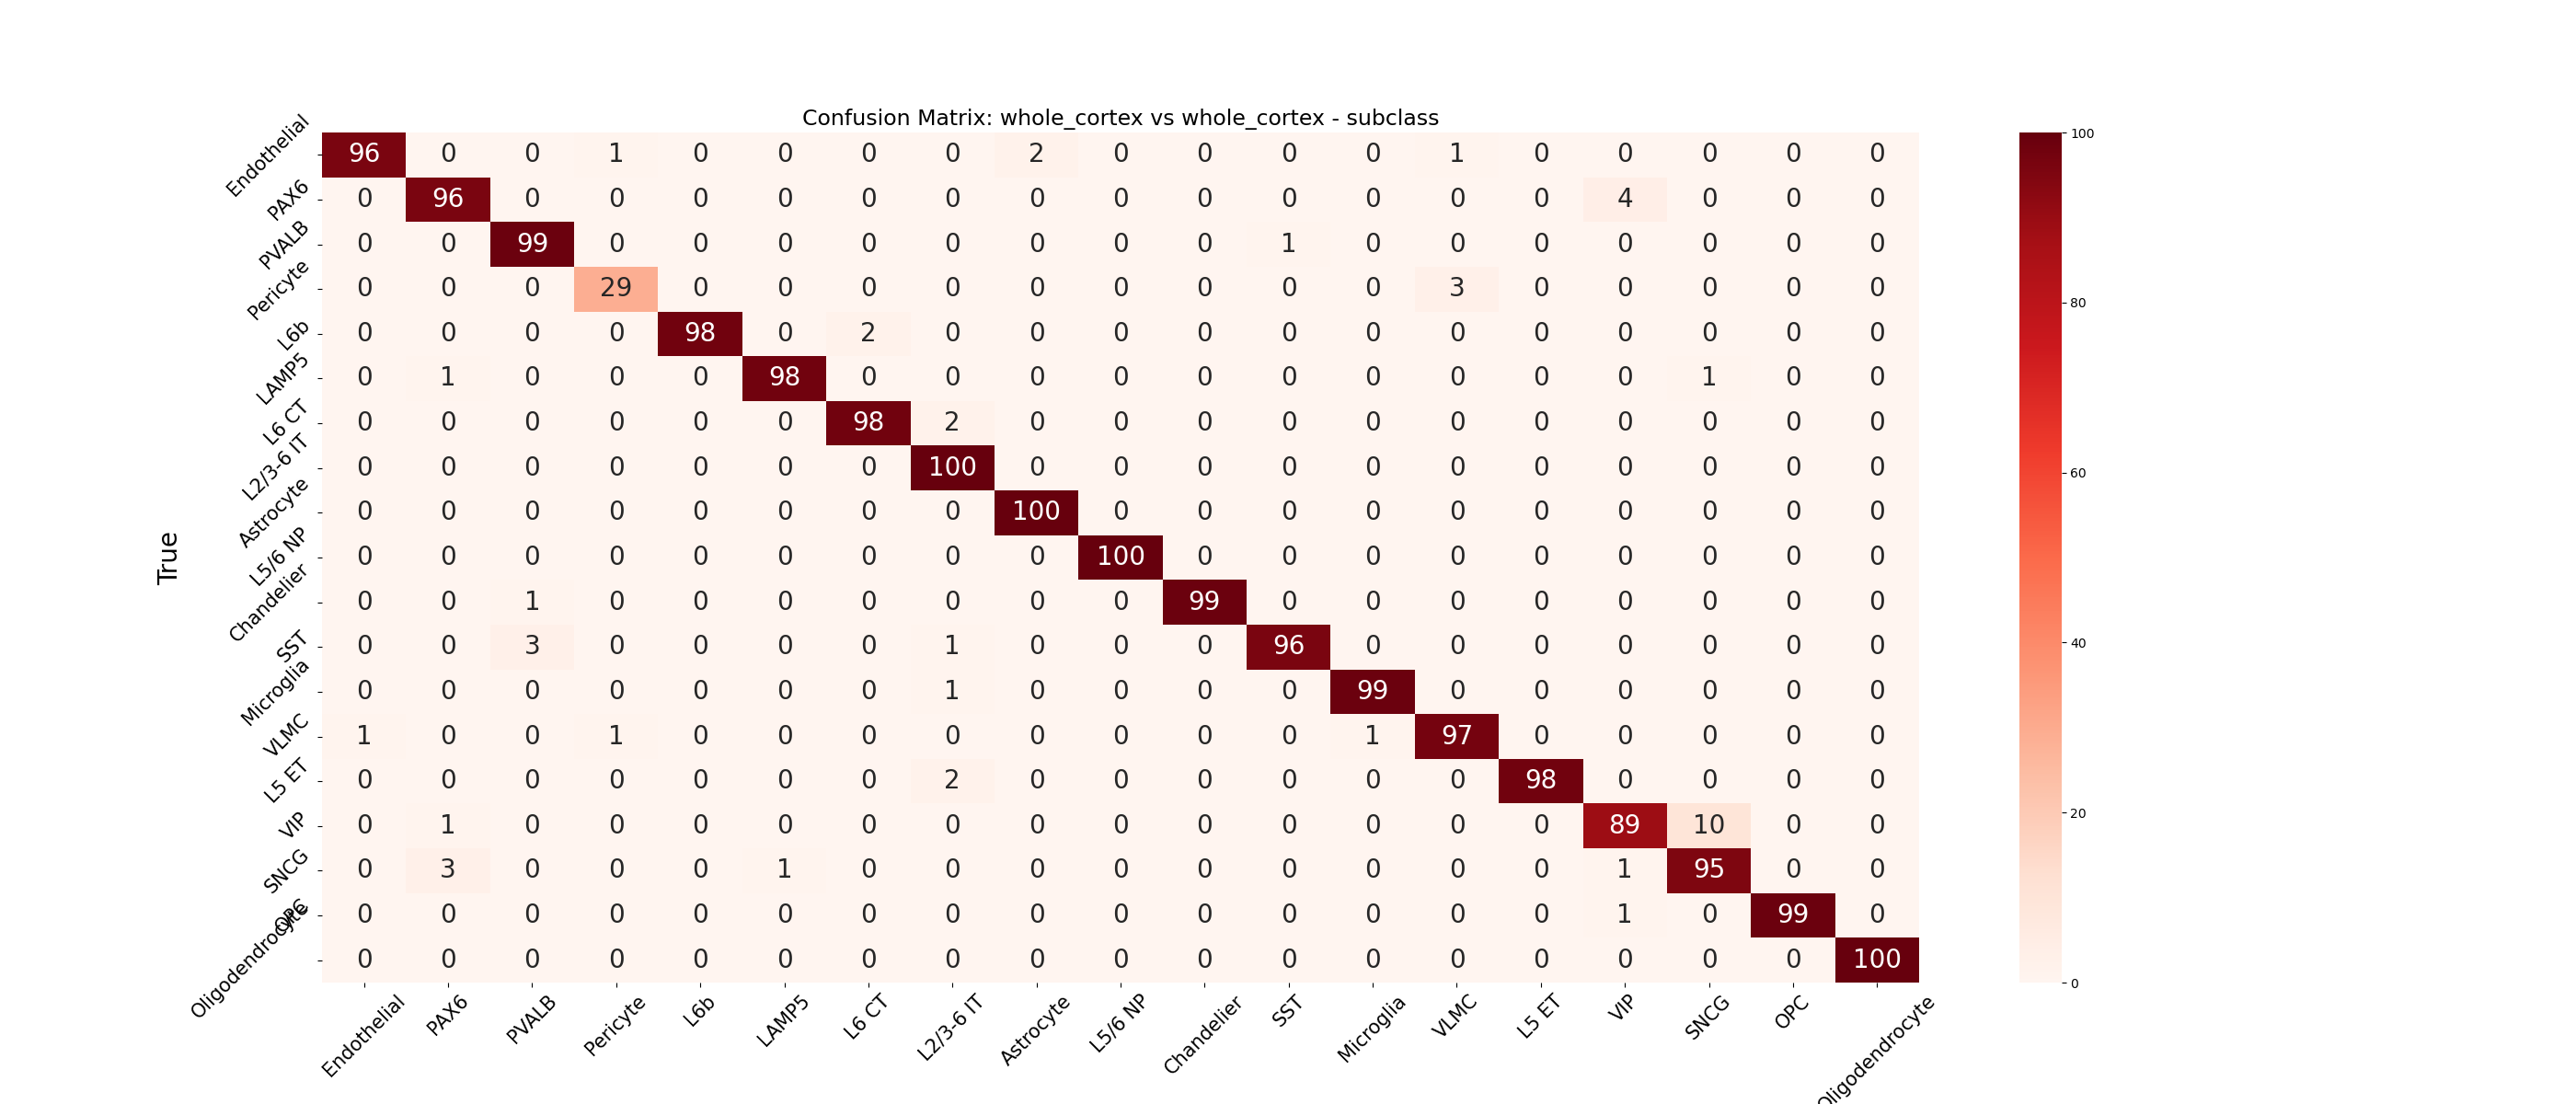 Confusion Matrix: whole_cortex vs whole_cortex - subclass
True
Endothelial 96 0 0 1 0 0 0 0 2 0 0 0 0 1 0 0 0 0 0
PAX6 0 96 0 0 0 0 0 0 0 0 0 0 0 0 0 4 0 0 0
PVALB 0 0 99 0 0 0 0 0 0 0 0 1 0 0 0 0 0 0 0
Pericyte 0 0 0 29 0 0 0 0 0 0 0 0 0 3 0 0 0 0 0
L6b 0 0 0 0 98 0 2 0 0 0 0 0 0 0 0 0 0 0 0
LAMP5 0 1 0 0 0 98 0 0 0 0 0 0 0 0 0 0 1 0 0
L6 CT 0 0 0 0 0 0 98 2 0 0 0 0 0 0 0 0 0 0 0
L2/3-6 IT 0 0 0 0 0 0 0 100 0 0 0 0 0 0 0 0 0 0 0
Astrocyte 0 0 0 0 0 0 0 0 100 0 0 0 0 0 0 0 0 0 0
L5/6 NP 0 0 0 0 0 0 0 0 0 100 0 0 0 0 0 0 0 0 0
Chandelier 0 0 1 0 0 0 0 0 0 0 99 0 0 0 0 0 0 0 0
SST 0 0 3 0 0 0 0 1 0 0 0 96 0 0 0 0 0 0 0
Microglia 0 0 0 0 0 0 0 1 0 0 0 0 99 0 0 0 0 0 0
VLMC 1 0 0 1 0 0 0 0 0 0 0 0 1 97 0 0 0 0 0
L5 ET 0 0 0 0 0 0 0 2 0 0 0 0 0 0 98 0 0 0 0
VIP 0 1 0 0 0 0 0 0 0 0 0 0 0 0 0 89 10 0 0
SNCG 0 3 0 0 0 1 0 0 0 0 0 0 0 0 0 1 95 0 0
OPC 0 0 0 0 0 0 0 0 0 0 0 0 0 0 0 1 0 99 0
Oligodendrocyte 0 0 0 0 0 0 0 0 0 0 0 0 0 0 0 0 0 0 100
Endothelial PAX6 PVALB Pericyte L6b LAMP5 L6 CT L2/3-6 IT Astrocyte L5/6 NP Chandelier SST Microglia VLMC L5 ET VIP SNCG OPC Oligodendrocyte
100
80
60
40
20
0